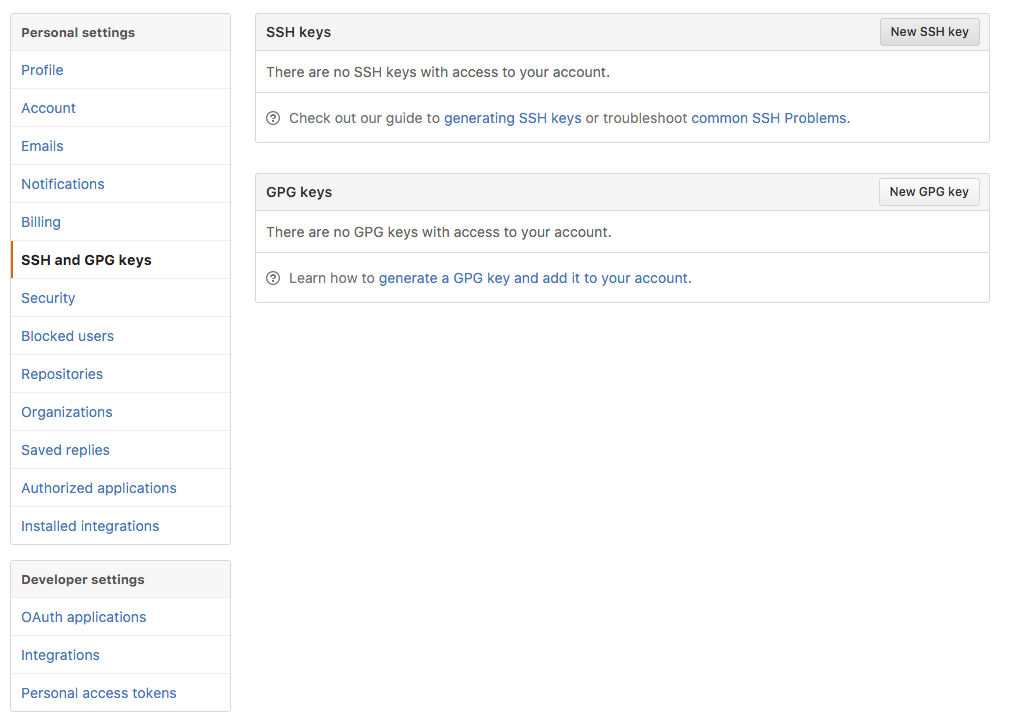 Personal settings
Profile
Account
Emails
Notifications
Billing
SSH and GPG keys
Security
Blocked users
Repositories
Organizations
Saved replies
Authorized applications
Installed integrations
Developer settings
OAuth applications
Integrations
Personal access tokens
SSH keys
New SSH key
There are no SSH keys with access to your account.
Check out our guide to generating SSH keys or troubleshoot common SSH Problems.
GPG keys
New GPG key
There are no GPG keys with access to your account.
Learn how to generate a GPG key and add it to your account.